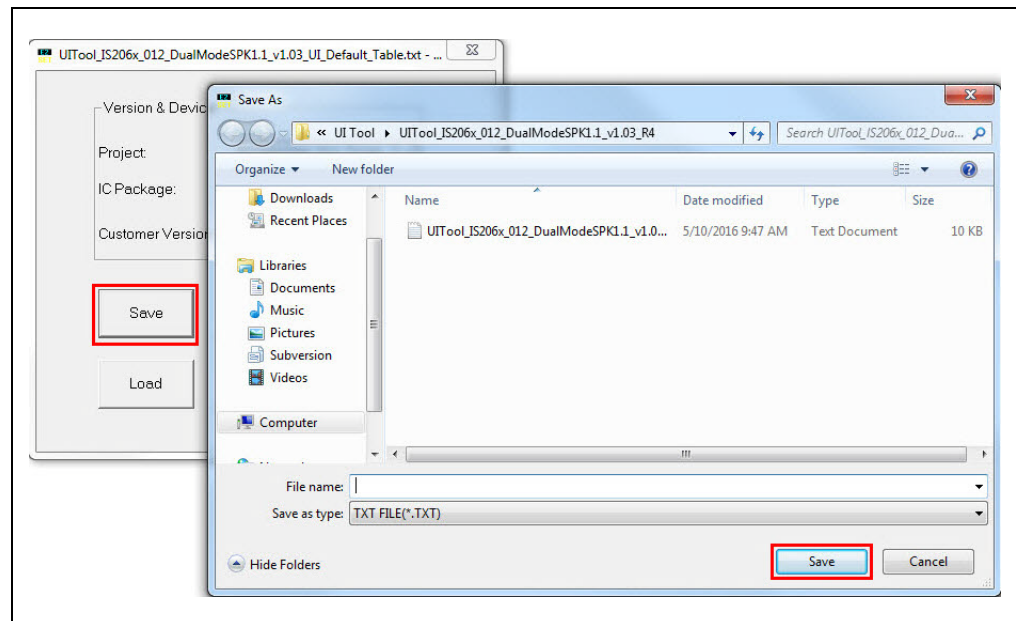 UITool_IS206x_012_DualModeSPK1.1_v1.03_UI_Default_Table.txt - ...
Version & Devic
Project:
IC Package:
Customer Version
Save
Load
Save As
« UI Tool ▸ UITool_IS206x_012_DualModeSPK1.1_v1.03_R4
Search UITool_IS206x_012_Dua...
Organize
New folder
Downloads
Recent Places
Libraries
Documents
Music
Pictures
Subversion
Videos
Computer
Name Date modified Type Size
UITool_IS206x_012_DualModeSPK1.1_v1.0... 5/10/2016 9:47 AM Text Document 10 KB
File name:
Save as type: TXT FILE(*.TXT)
Hide Folders
Save
Cancel